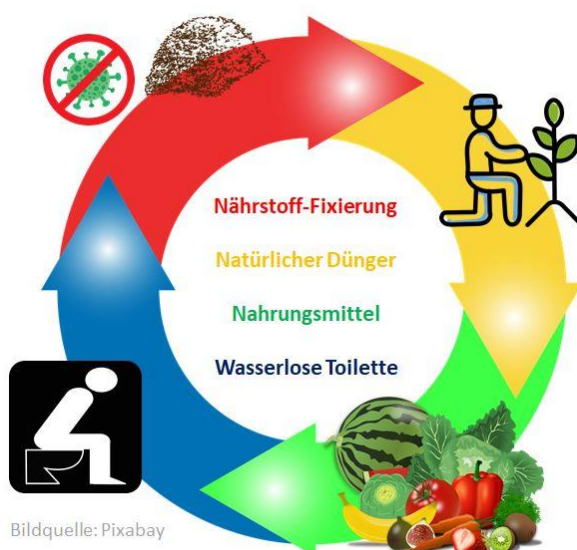 Nährstoff-Fixierung
Natürlicher Dünger
Nahrungsmittel
Wasserlose Toilette
Bildquelle: Pixabay